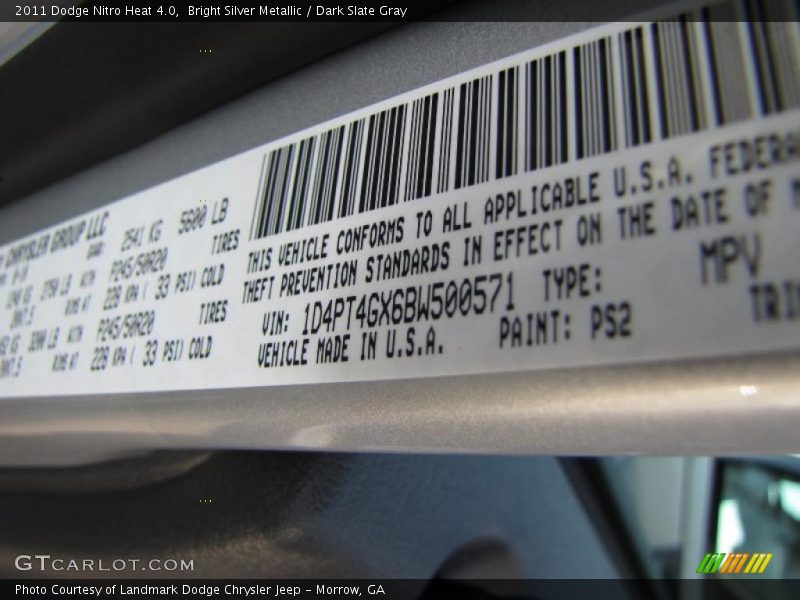 2011 Dodge Nitro Heat 4.0,  Bright Silver Metallic / Dark Slate Gray
CHRYSLER GROUP LLC
2541 KG 5600 LB
TIRES
P245/50R20
228 KPA ( 33 PSI) COLD
TIRES
P245/50R20
228 KPA ( 33 PSI) COLD
THIS VEHICLE CONFORMS TO ALL APPLICABLE U.S.A. FEDERA
THEFT PREVENTION STANDARDS IN EFFECT ON THE DATE OF
VIN: 1D4PT4GX6BW500571 TYPE: MPV
VEHICLE MADE IN U.S.A. PAINT: PS2
GTCARLOT.COM
Photo Courtesy of Landmark Dodge Chrysler Jeep - Morrow, GA